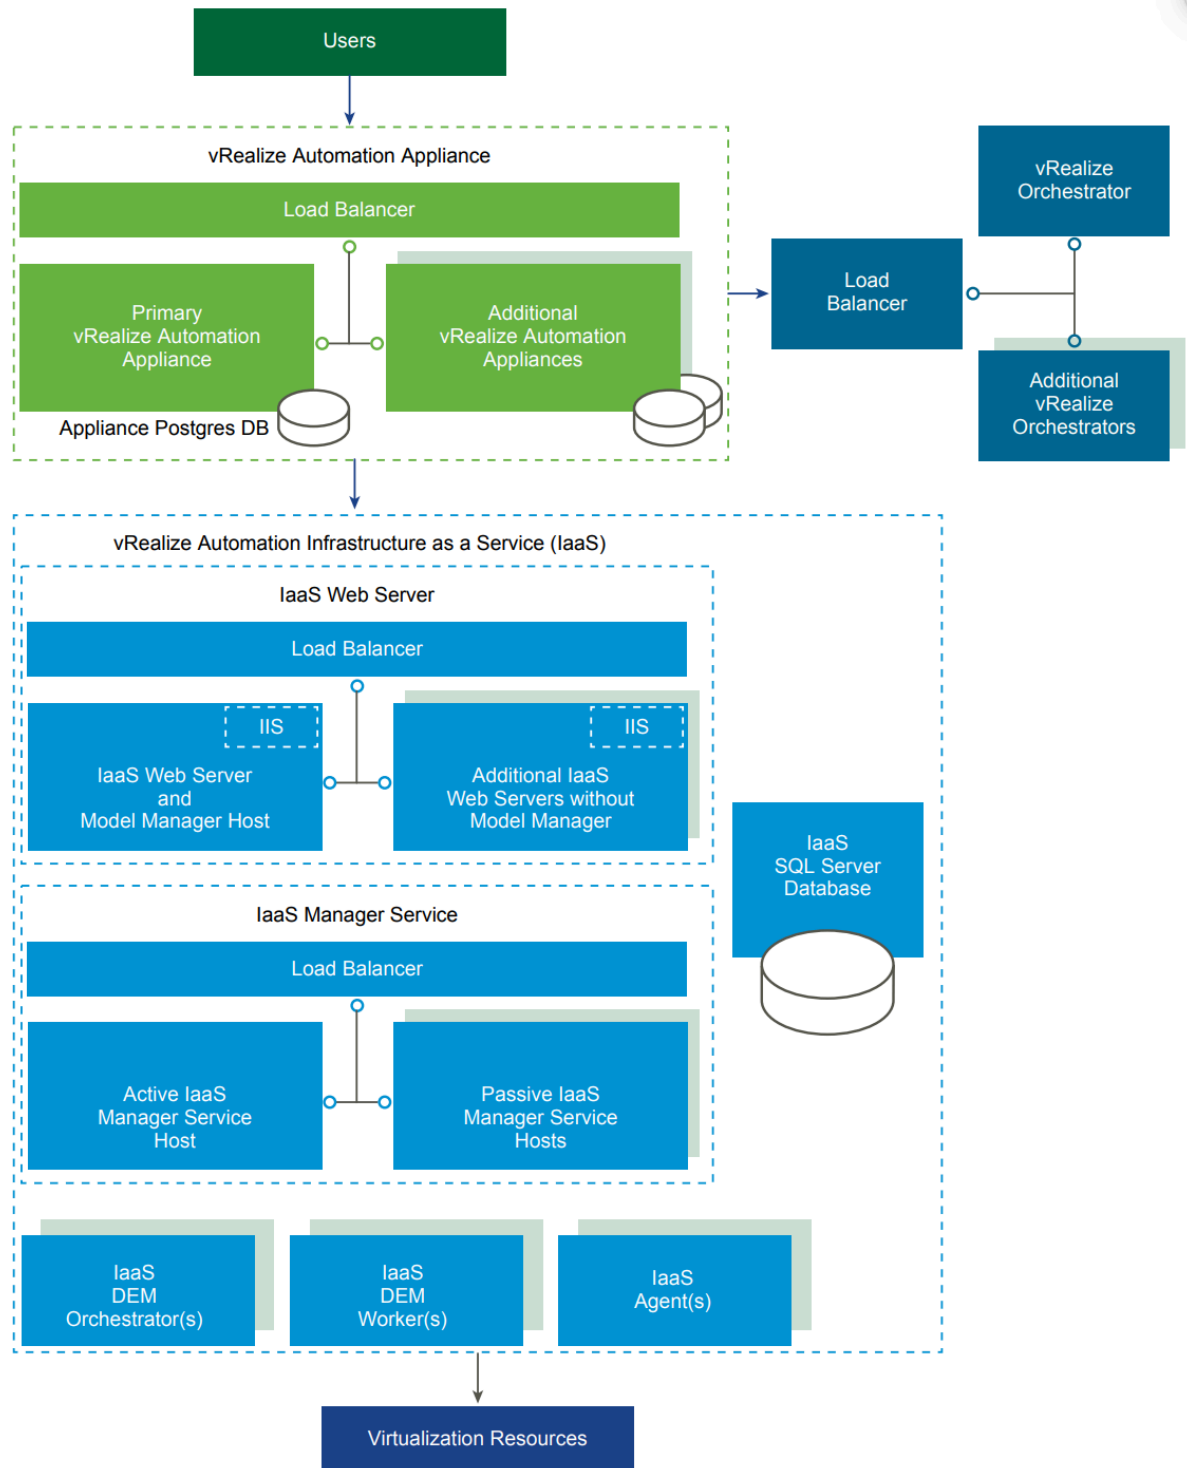 Users
vRealize Automation Appliance
Load Balancer
Primary
vRealize Automation
Appliance
Additional
vRealize Automation
Appliances
Appliance Postgres DB
Load
Balancer
vRealize
Orchestrator
Additional
vRealize
Orchestrators
vRealize Automation Infrastructure as a Service (IaaS)
IaaS Web Server
Load Balancer
IIS
IaaS Web Server
and
Model Manager Host
IIS
Additional IaaS
Web Servers without
Model Manager
IaaS
SQL Server
Database
IaaS Manager Service
Load Balancer
Active IaaS
Manager Service
Host
Passive IaaS
Manager Service
Hosts
IaaS
DEM
Orchestrator(s)
IaaS
DEM
Worker(s)
IaaS
Agent(s)
Virtualization Resources